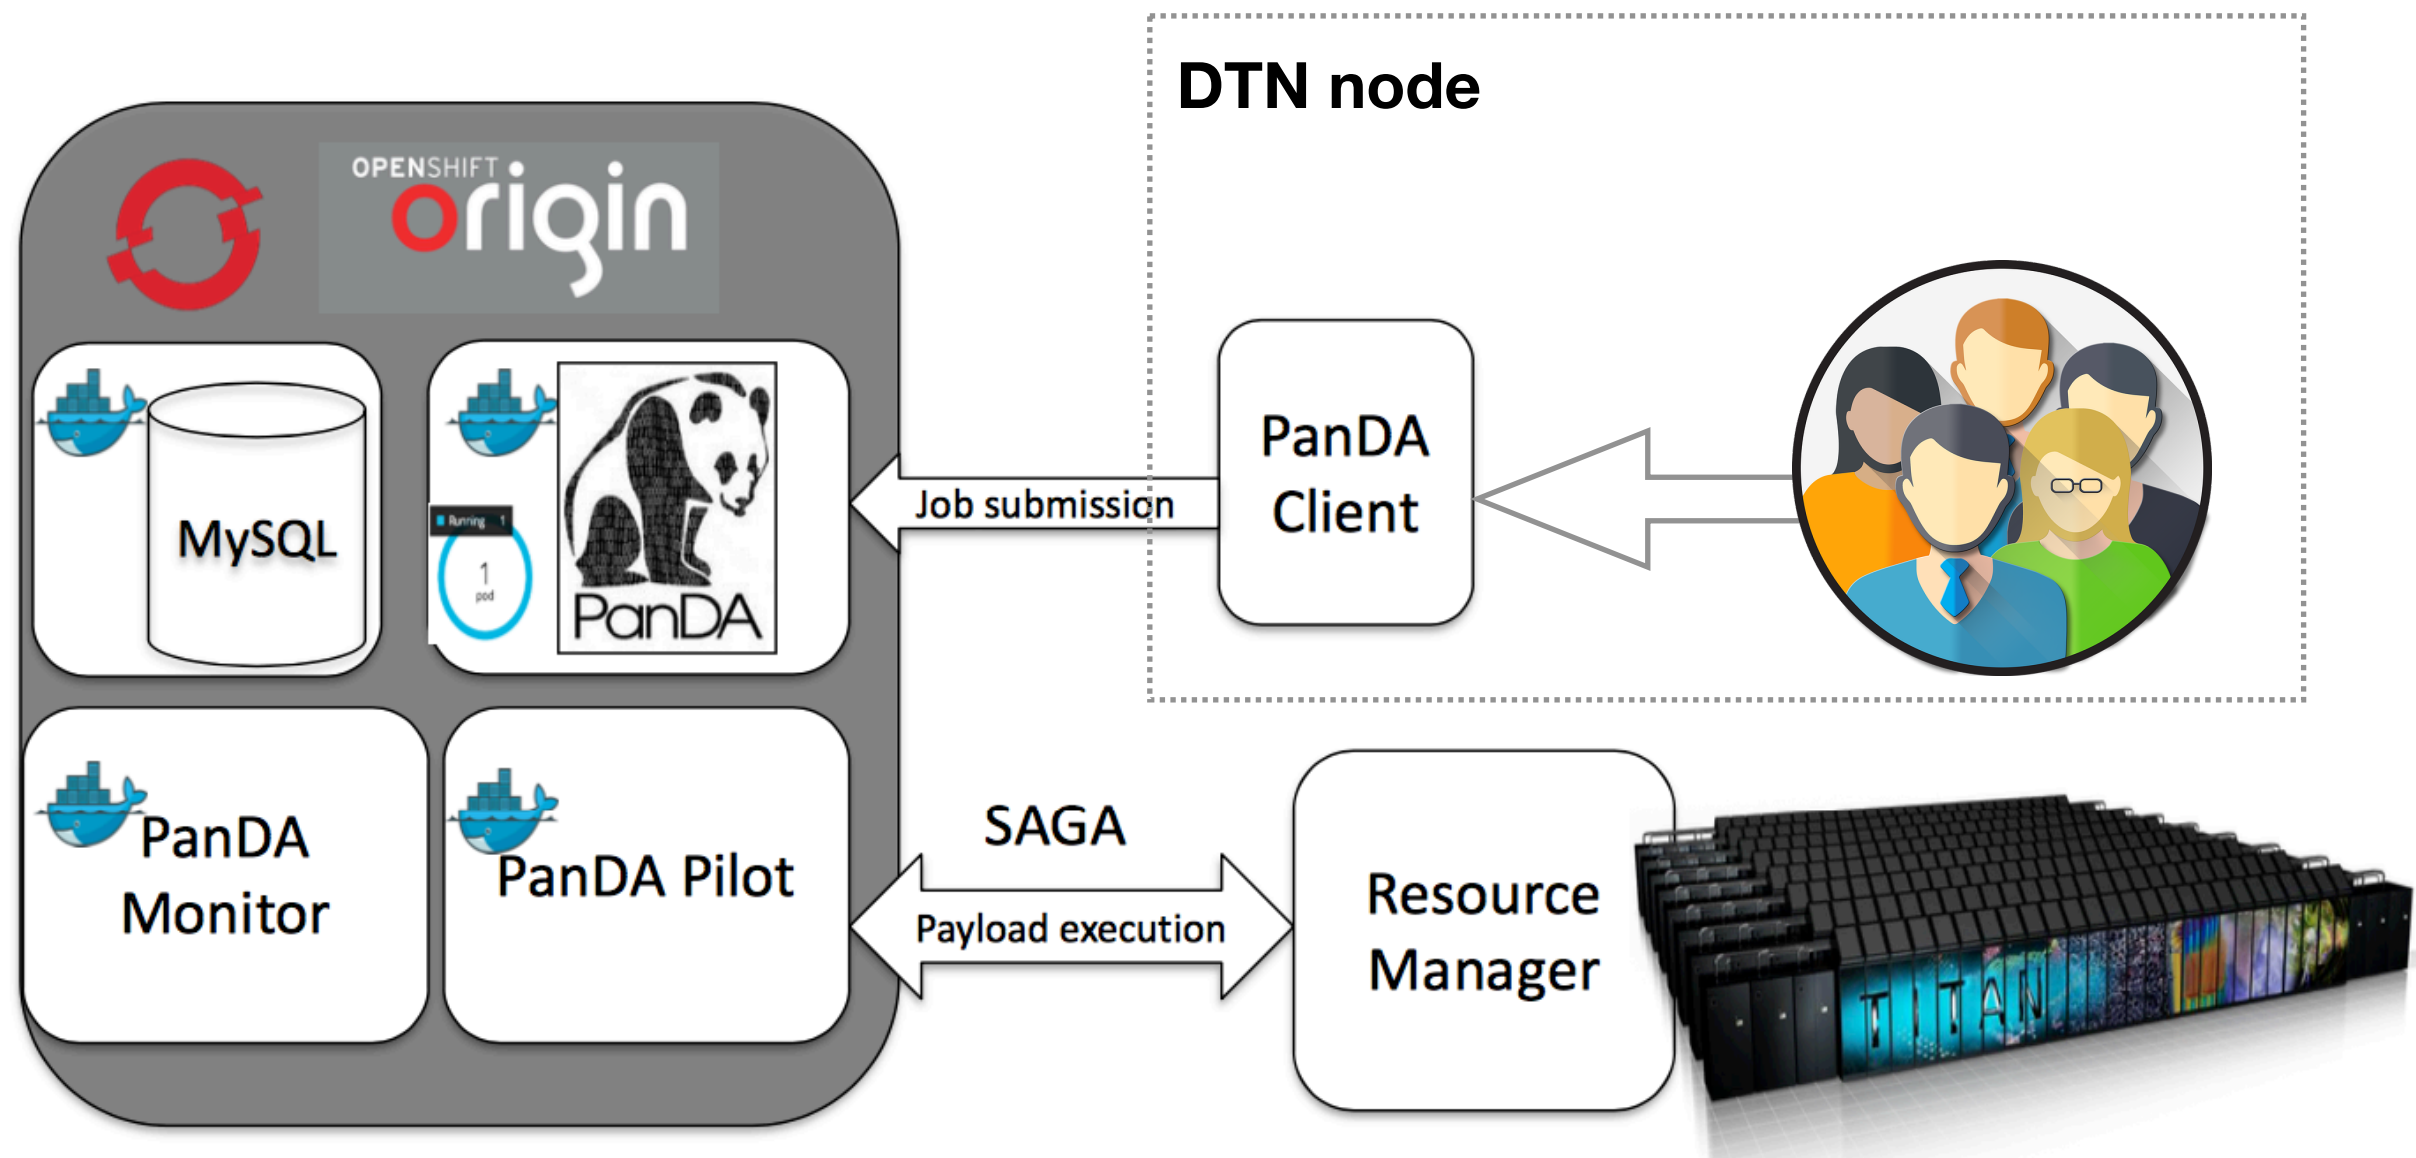 DTN node
OPENSHIFT
origin
MySQL
Running 1
1
pod
PanDA
Job submission
PanDA
Client
PanDA
Monitor
PanDA Pilot
SAGA
Payload execution
Resource
Manager
TITAN